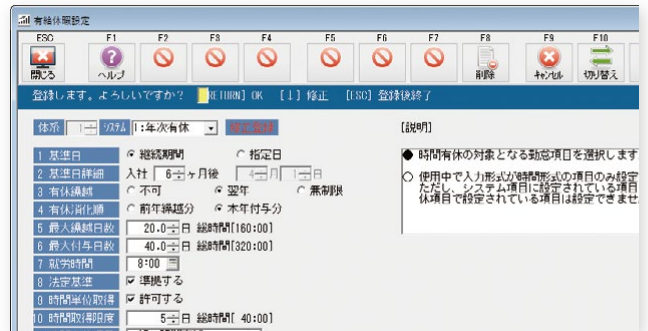 有給休暇設定
ESC F1 F2 F3 F4 F5 F6 F7 F8 F9 F10
閉じる ヘルプ 削除 キャンセル 切り替え
登録します。よろしいですか? [RETURN] OK [↓] 修正 [ESC] 登録後終了
体系 1 システム 1:年次有休 修正登録 [説明]
1 基準日 継続期間 指定日
2 基準日詳細 入社 6 ヶ月後 4 月 1 日
3 有休繰越 不可 翌年 無制限
4 有休消化順 前年繰越分 本年付与分
5 最大繰越日数 20.0 日 総時間[160:00]
6 最大付与日数 40.0 日 総時間[320:00]
7 就労時間 8:00
8 法定基準 準拠する
9 時間単位取得 許可する
10 時間取得限度 5 日 総時間[ 40:00]
● 時間有休の対象となる勤怠項目を選択します
○ 使用中で入力形式が時間形式の項目のみ設定
ただし、システム項目に設定されている項目
休項目で設定されている項目は設定できませ